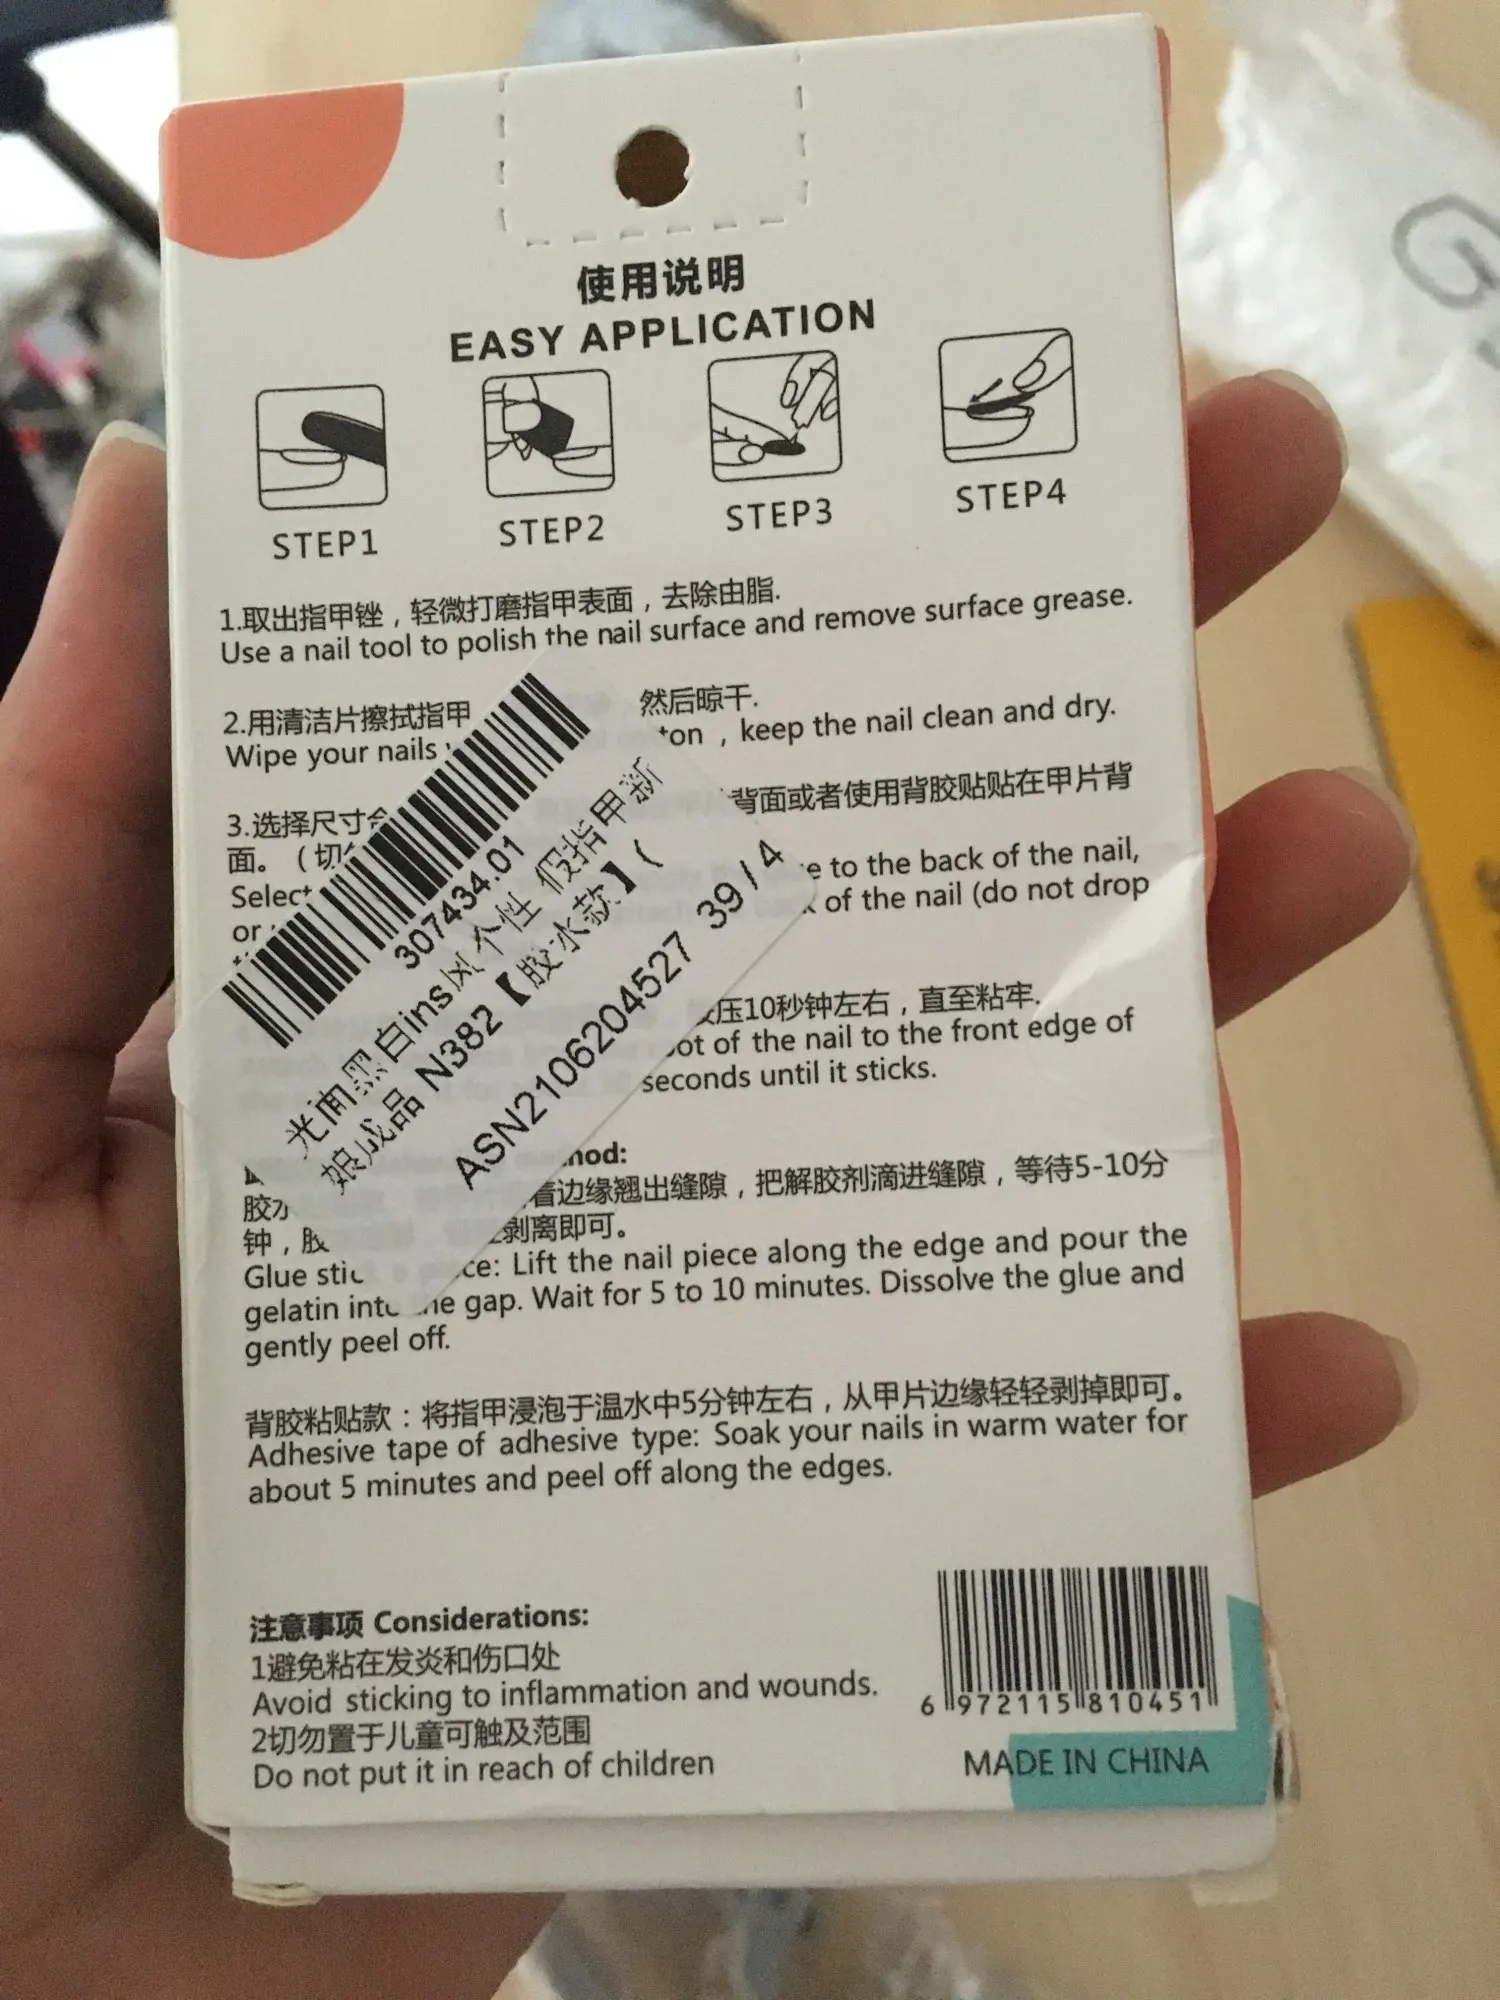 使用说明
EASY APPLICATION
STEP1
STEP2
STEP3
STEP4
1.取出指甲锉，轻微打磨指甲表面，去除由脂.
Use a nail tool to polish the nail surface and remove surface grease.
2.用清洁片擦拭指甲 然后晾干.
Wipe your nails , keep the nail clean and dry.
3.选择尺寸 背面或者使用背胶贴贴在甲片背
面。（切
Select to the back of the nail,
or of the nail (do not drop
压10秒钟左右，直至粘牢.
of the nail to the front edge of
seconds until it sticks.
胶水 着边缘翘出缝隙，把解胶剂滴进缝隙，等待5-10分
钟， 剥离即可。
Glue Lift the nail piece along the edge and pour the
gelatin into the gap. Wait for 5 to 10 minutes. Dissolve the glue and
gently peel off.
背胶粘贴款：将指甲浸泡于温水中5分钟左右，从甲片边缘轻轻剥掉即可。
Adhesive tape of adhesive type: Soak your nails in warm water for
about 5 minutes and peel off along the edges.
注意事项 Considerations:
1避免粘在发炎和伤口处
Avoid sticking to inflammation and wounds.
2切勿置于儿童可触及范围
Do not put it in reach of children
6 972115 810451
MADE IN CHINA
307434.01
光面黑白ins风个性 假指甲新
娘成品 N382【胶水款】(
ASN2106204527 39 / 4
G